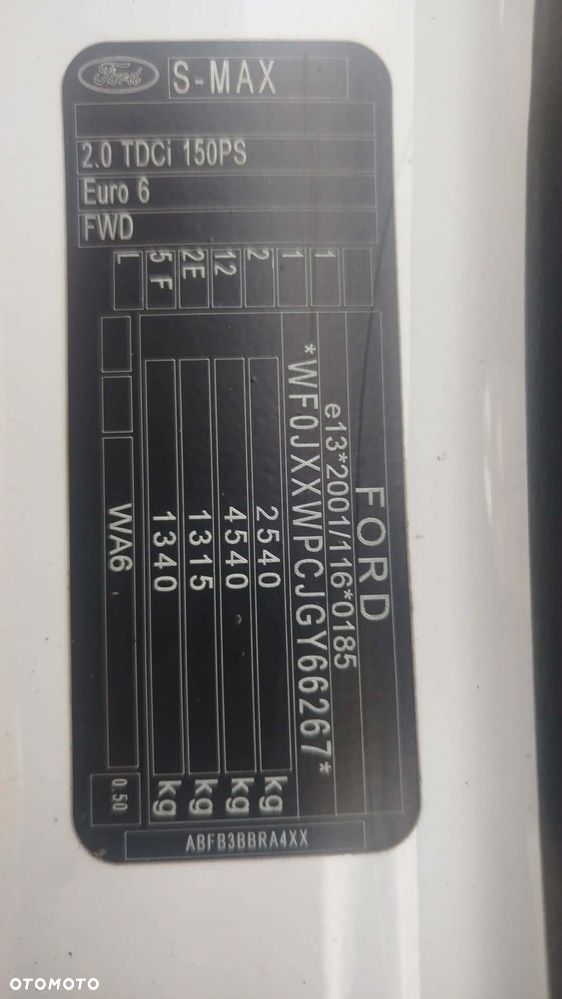 Ford
S-MAX
2.0 TDCi 150PS
Euro 6
FWD
1
1
2
12
2E
5 F
L
FORD
e13*2001/116*0185
*WF0JXXWPCJGY66267*
2540 kg
4540 kg
1315 kg
1340 kg
WA6
0.50
ABFB3BBRA4XX
OTOMOTO